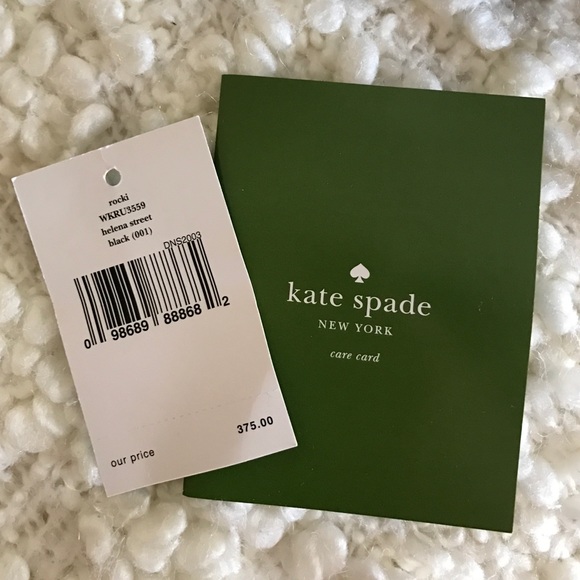 rocki
WKRU3559
helena street
black (001)
DNS2003
0 98689 88868 2
375.00
our price
kate spade
NEW YORK
care card